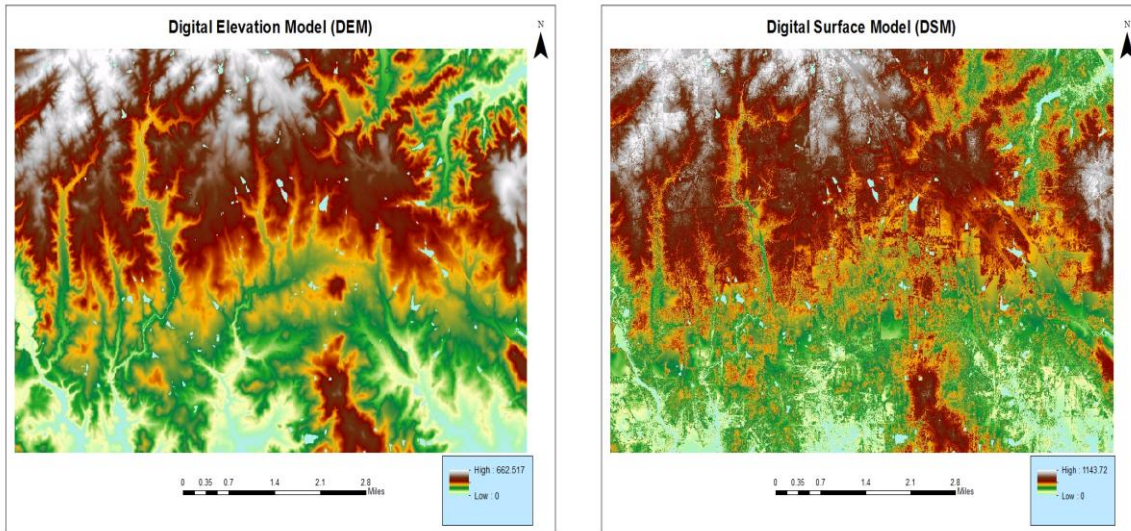 Digital Elevation Model (DEM)
N
High : 662.517
Low : 0
0 0.35 0.7 1.4 2.1 2.8
Miles
Digital Surface Model (DSM)
N
High : 1143.72
Low : 0
0 0.35 0.7 1.4 2.1 2.8
Miles